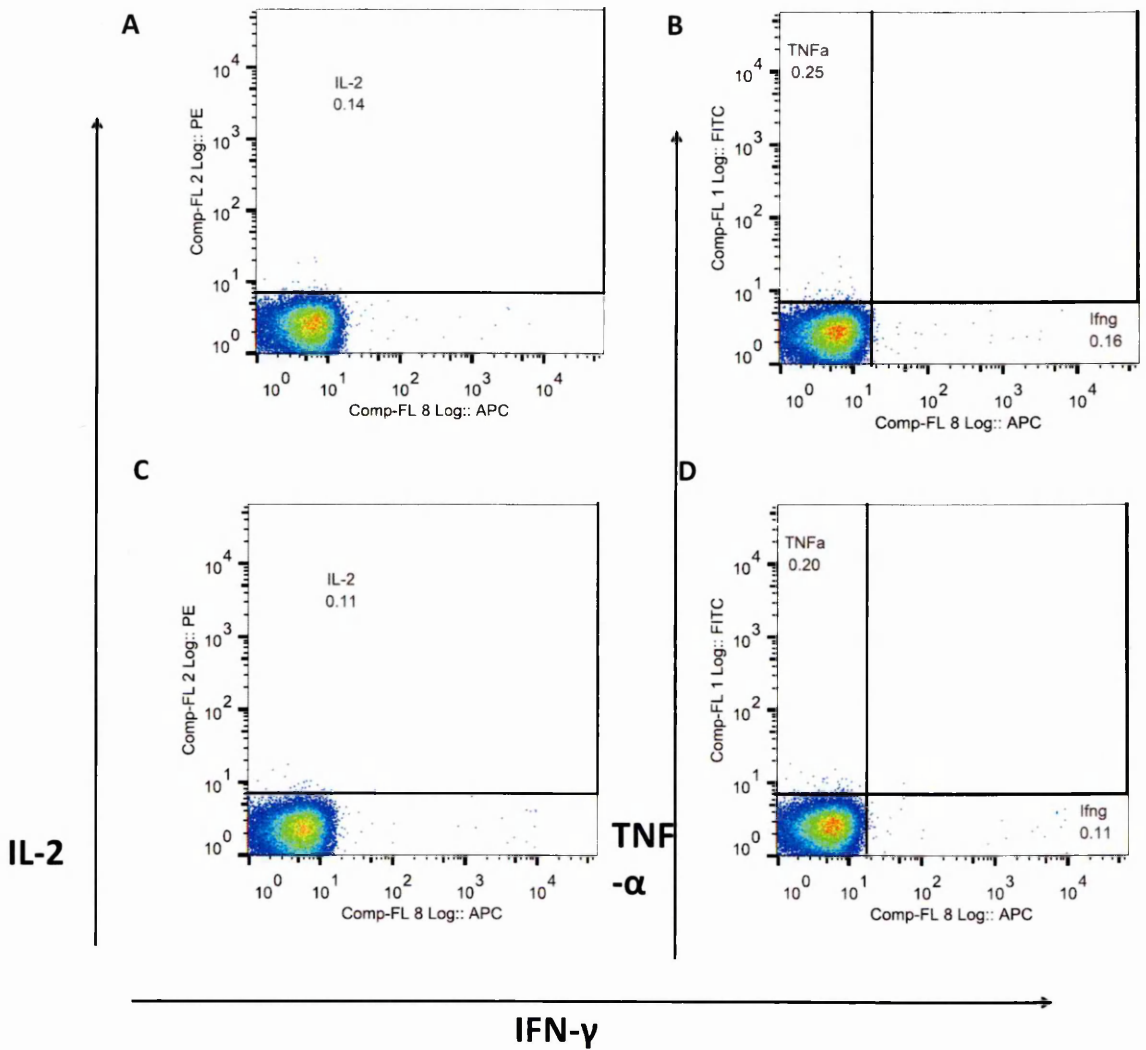 A
10^4
10^3
10^2
10^1
10^0
Comp-FL 2 Log:: PE
IL-2
0.14
10^0 10^1 10^2 10^3 10^4
Comp-FL 8 Log:: APC
B
10^4
10^3
10^2
10^1
10^0
Comp-FL 1 Log:: FITC
TNFa
0.25
Ifng
0.16
10^0 10^1 10^2 10^3 10^4
Comp-FL 8 Log:: APC
C
10^4
10^3
10^2
10^1
10^0
Comp-FL 2 Log:: PE
IL-2
0.11
10^0 10^1 10^2 10^3 10^4
Comp-FL 8 Log:: APC
D
10^4
10^3
10^2
10^1
10^0
Comp-FL 1 Log:: FITC
TNFa
0.20
Ifng
0.11
10^0 10^1 10^2 10^3 10^4
Comp-FL 8 Log:: APC
IL-2
TNF
-α
IFN-γ